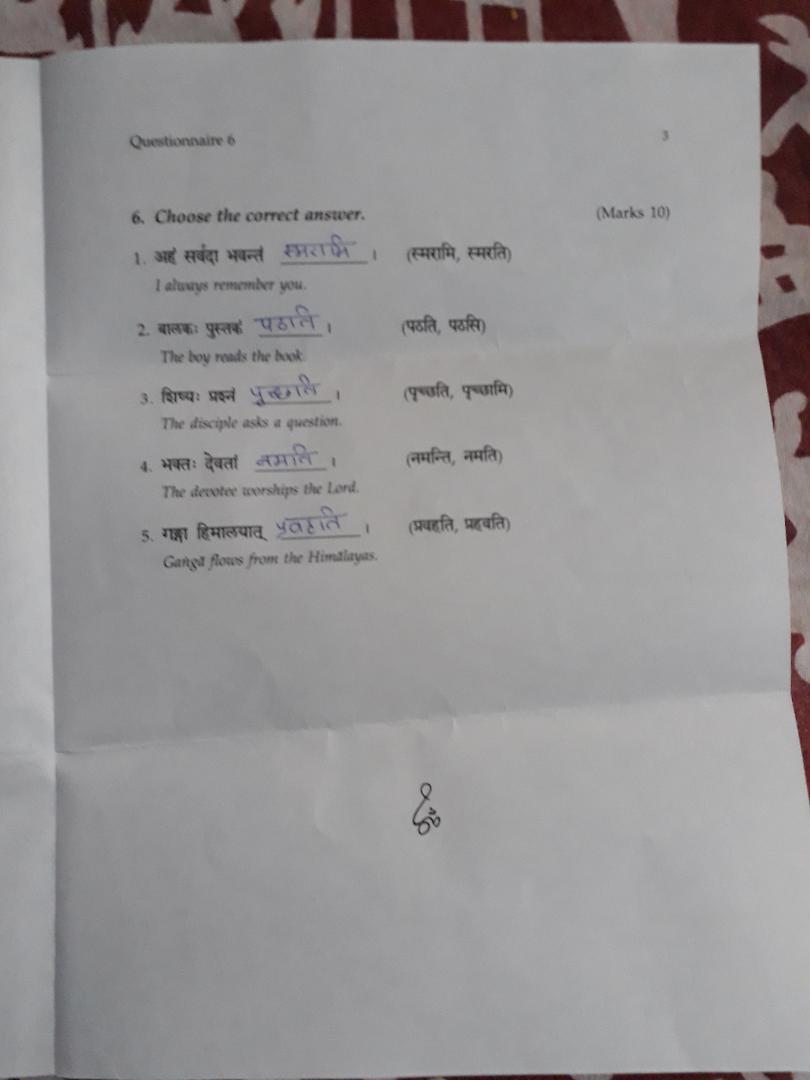 Questionnaire 6 3
6. Choose the correct answer. (Marks 10)
1. अहं सर्वदा भवन्तं स्मरामि । (स्मरामि, स्मरति)
I always remember you.
2. बालकः पुस्तकं पठति । (पठति, पठसि)
The boy reads the book.
3. शिष्यः प्रश्नं पृच्छति । (पृच्छति, पृच्छामि)
The disciple asks a question.
4. भक्तः देवतां नमति । (नमन्ति, नमति)
The devotee worships the Lord.
5. गङ्गा हिमालयात् प्रवहति । (प्रवहति, प्रहवति)
Gaṅgā flows from the Himālayas.
ॐ